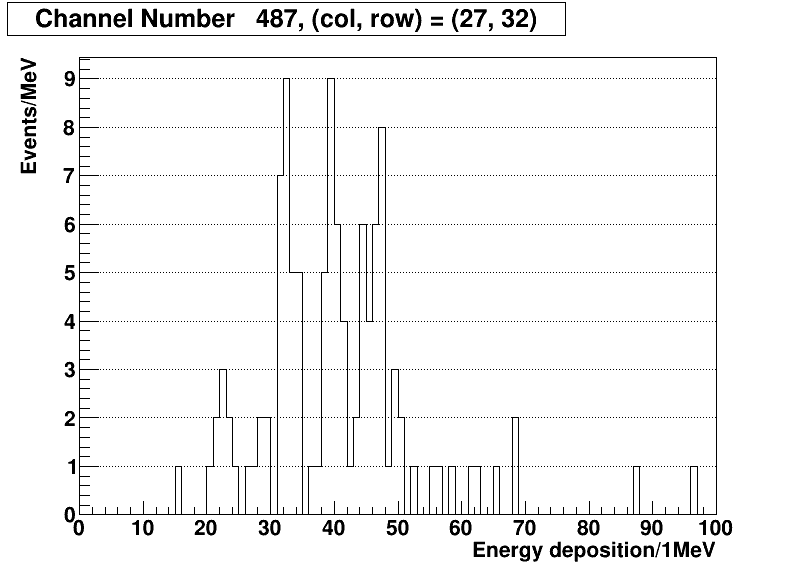 Channel Number 487, (col, row) = (27, 32)
Events/MeV
9
8
7
6
5
4
3
2
1
0
0 10 20 30 40 50 60 70 80 90 100
Energy deposition/1MeV